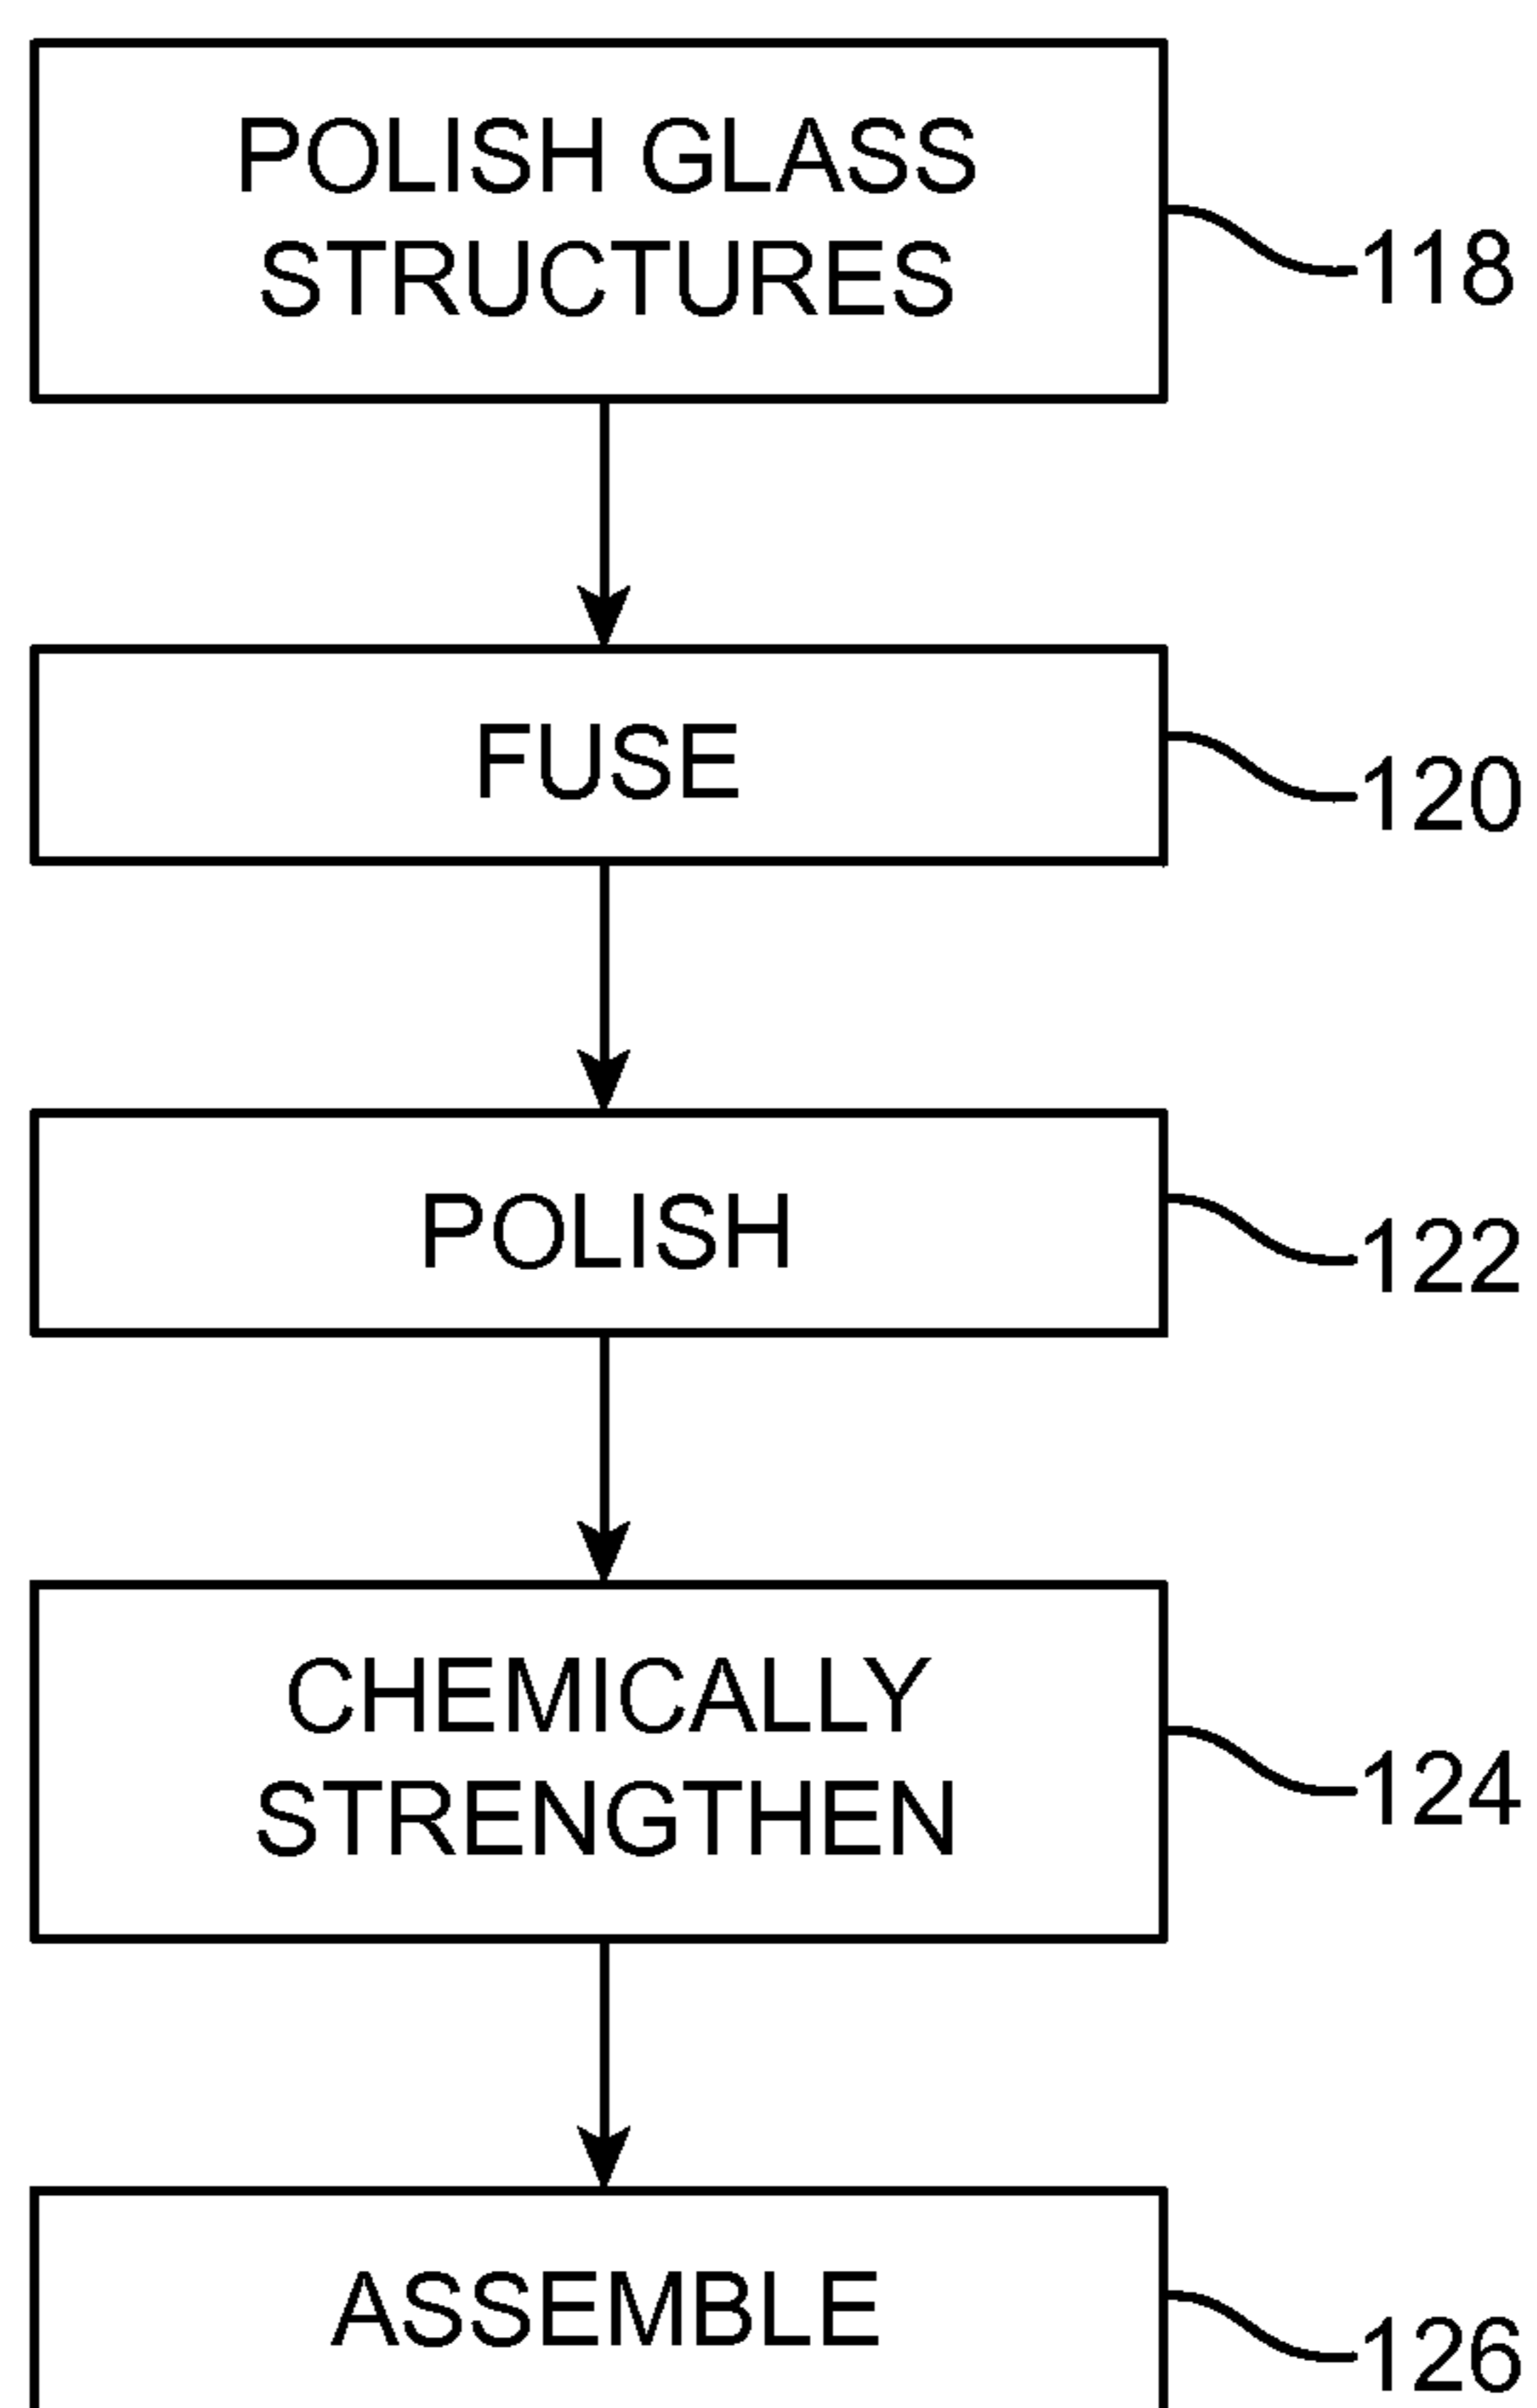 POLISH GLASS
STRUCTURES
118
FUSE
120
POLISH
122
CHEMICALLY
STRENGTHEN
124
ASSEMBLE
126